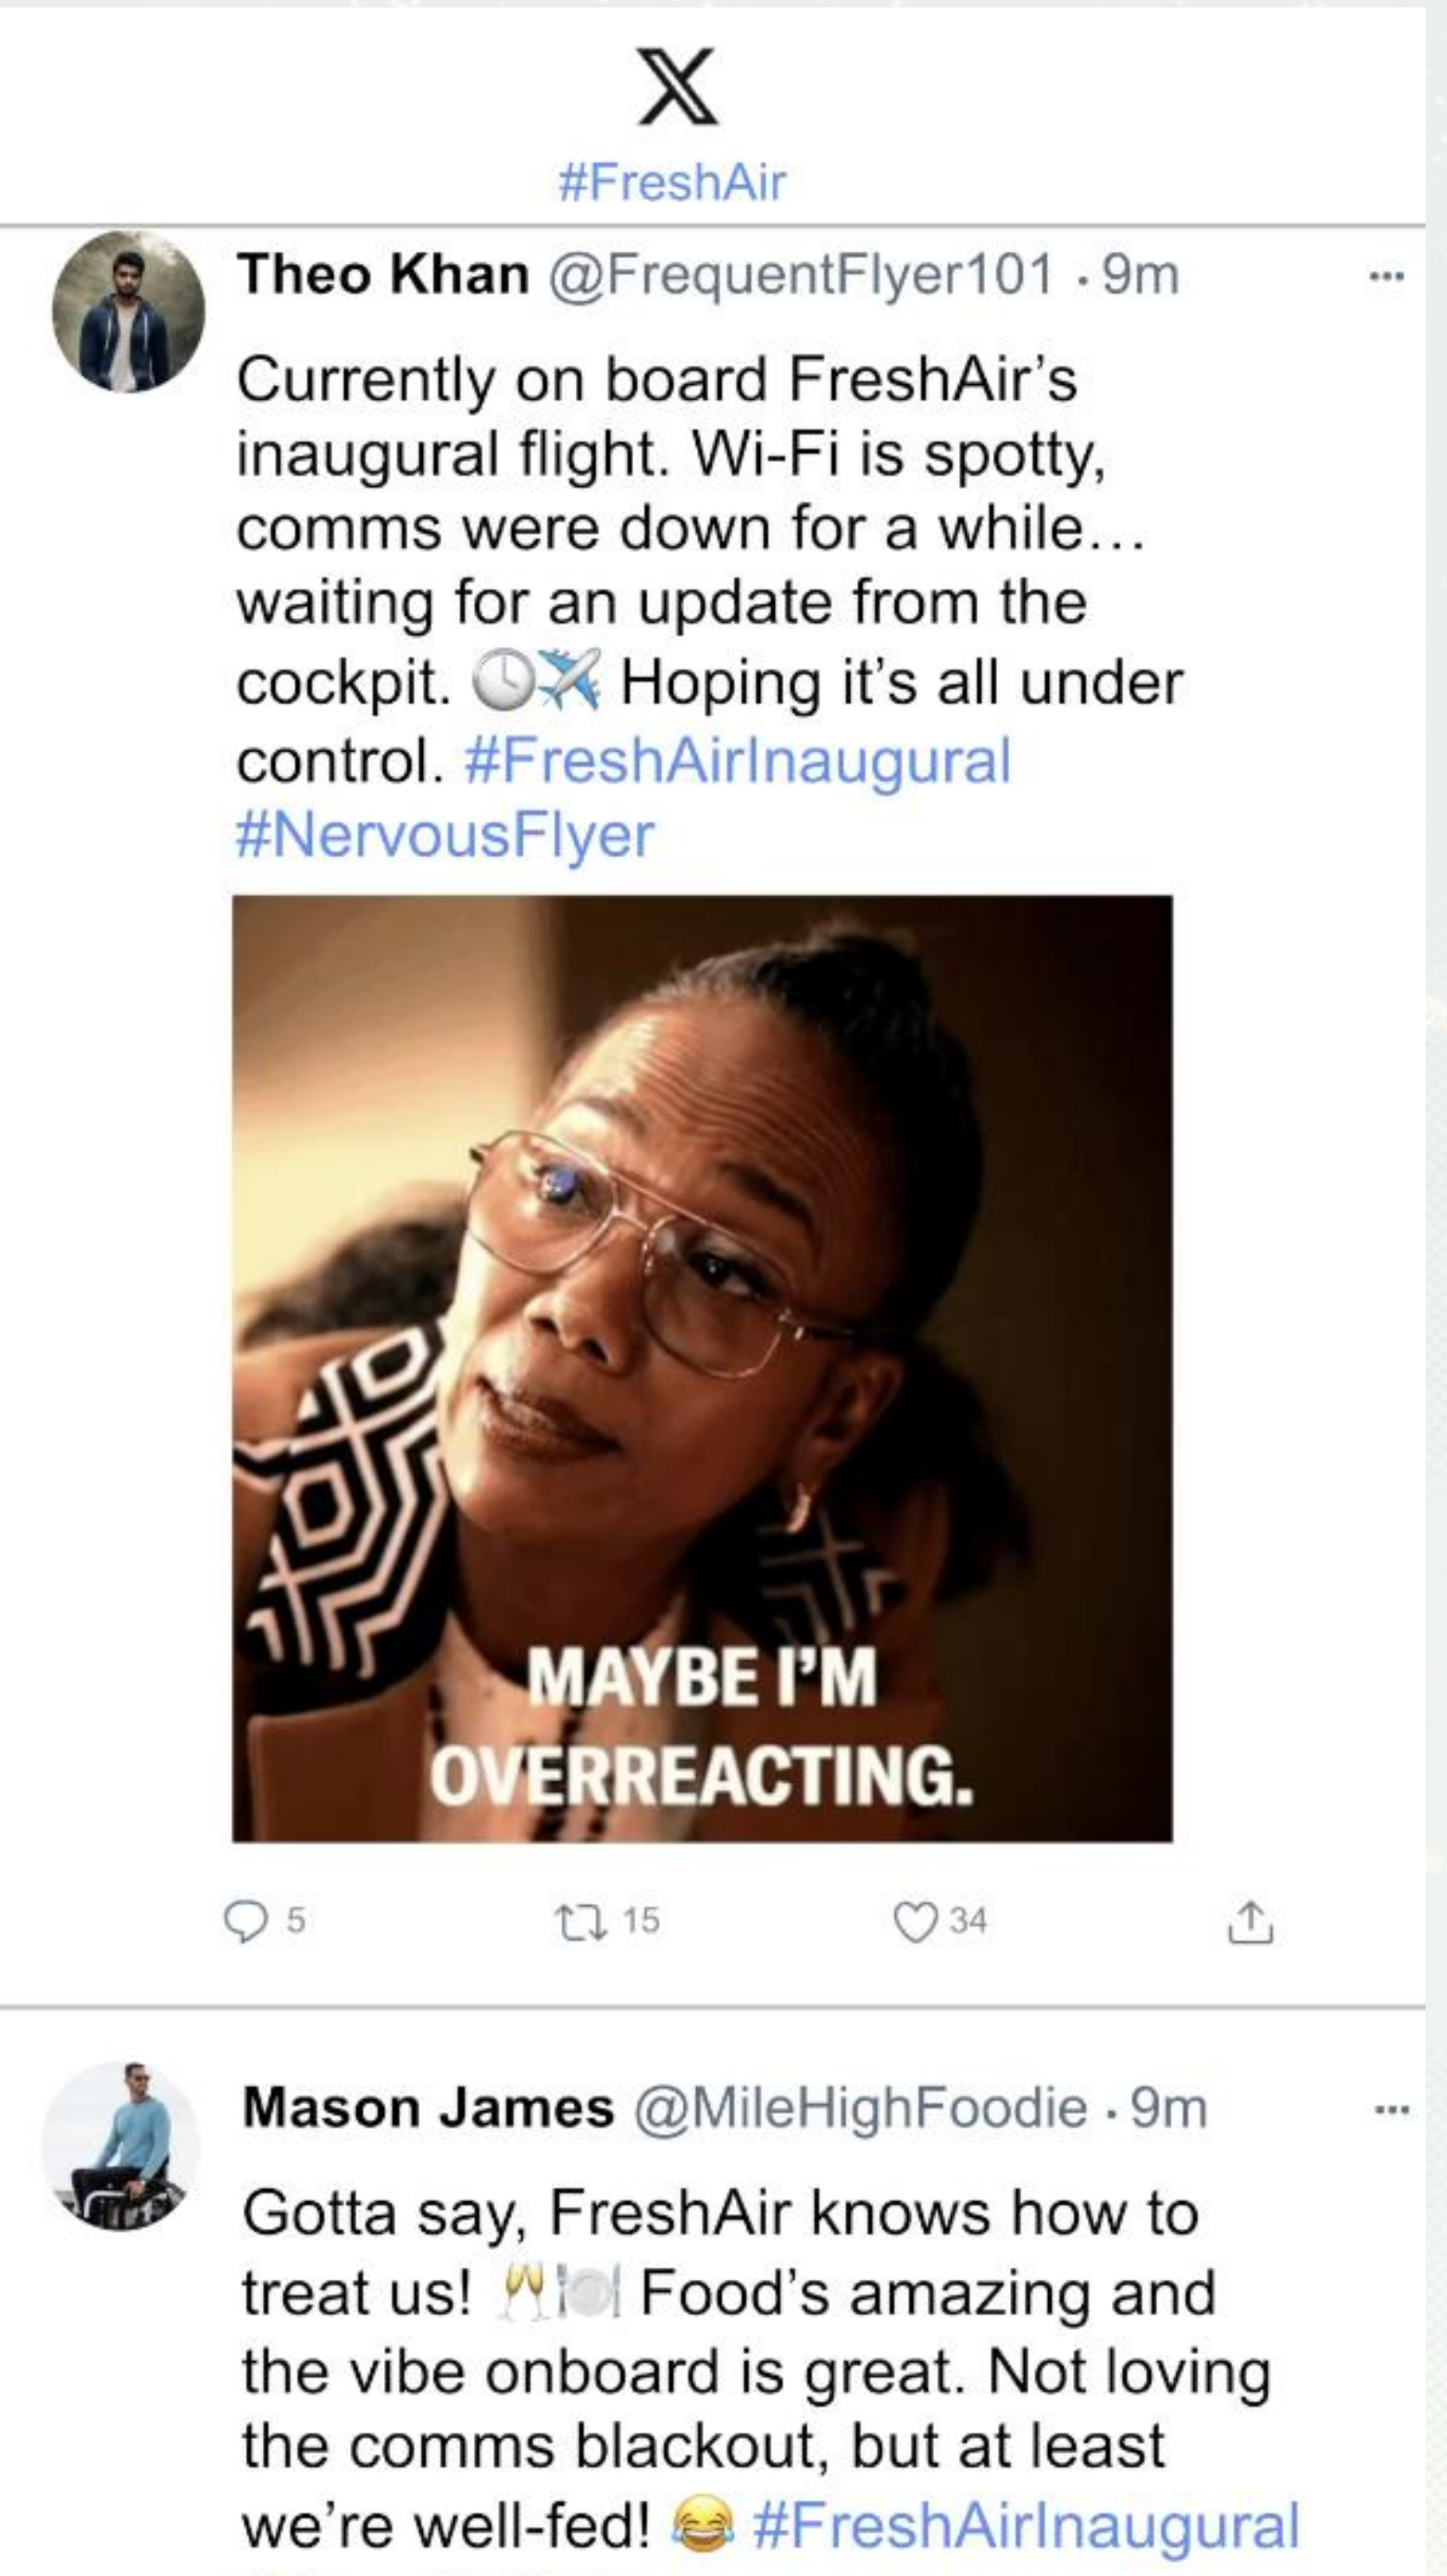 #FreshAir
Theo Khan @FrequentFlyer101 · 9m
Currently on board FreshAir’s
inaugural flight. Wi-Fi is spotty,
comms were down for a while…
waiting for an update from the
cockpit. 🕒✈️ Hoping it’s all under
control. #FreshAirInaugural
#NervousFlyer
MAYBE I’M
OVERREACTING.
5 15 34
Mason James @MileHighFoodie · 9m
Gotta say, FreshAir knows how to
treat us! 🥂🍽️ Food’s amazing and
the vibe onboard is great. Not loving
the comms blackout, but at least
we’re well-fed! 😂 #FreshAirInaugural